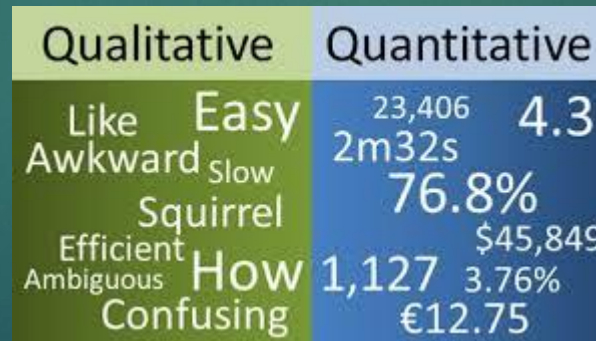 Qualitative
Quantitative
Like Easy
Awkward Slow
Squirrel
Efficient
Ambiguous How
Confusing
23,406 4.3
2m32s
76.8%
$45,849
1,127 3.76%
€12.75